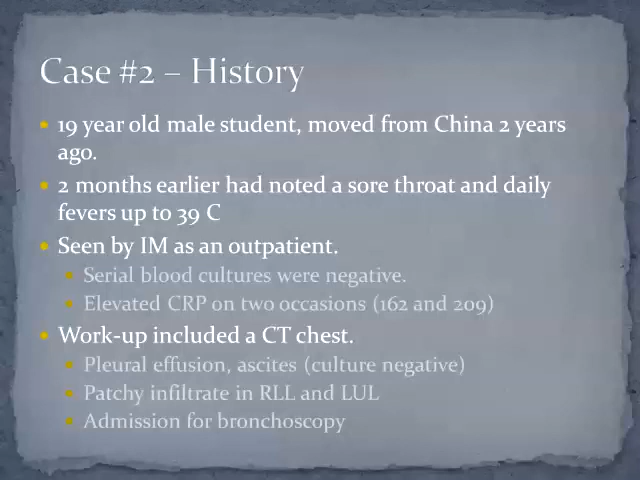 Case #2 – History
19 year old male student, moved from China 2 years
ago.
2 months earlier had noted a sore throat and daily
fevers up to 39 C
Seen by IM as an outpatient.
Serial blood cultures were negative.
Elevated CRP on two occasions (162 and 209)
Work-up included a CT chest.
Pleural effusion, ascites (culture negative)
Patchy infiltrate in RLL and LUL
Admission for bronchoscopy